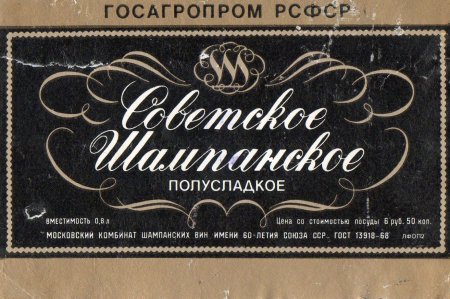 ГОСАГРОПРОМ РСФСР
Советское
Шампанское
ПОЛУСЛАДКОЕ
ВМЕСТИМОСТЬ 0,8 л
Цена со стоимостью посуды 6 руб. 50 коп.
МОСКОВСКИЙ КОМБИНАТ ШАМПАНСКИХ ВИН ИМЕНИ 60-ЛЕТИЯ СОЮЗА ССР. ГОСТ 13918-68